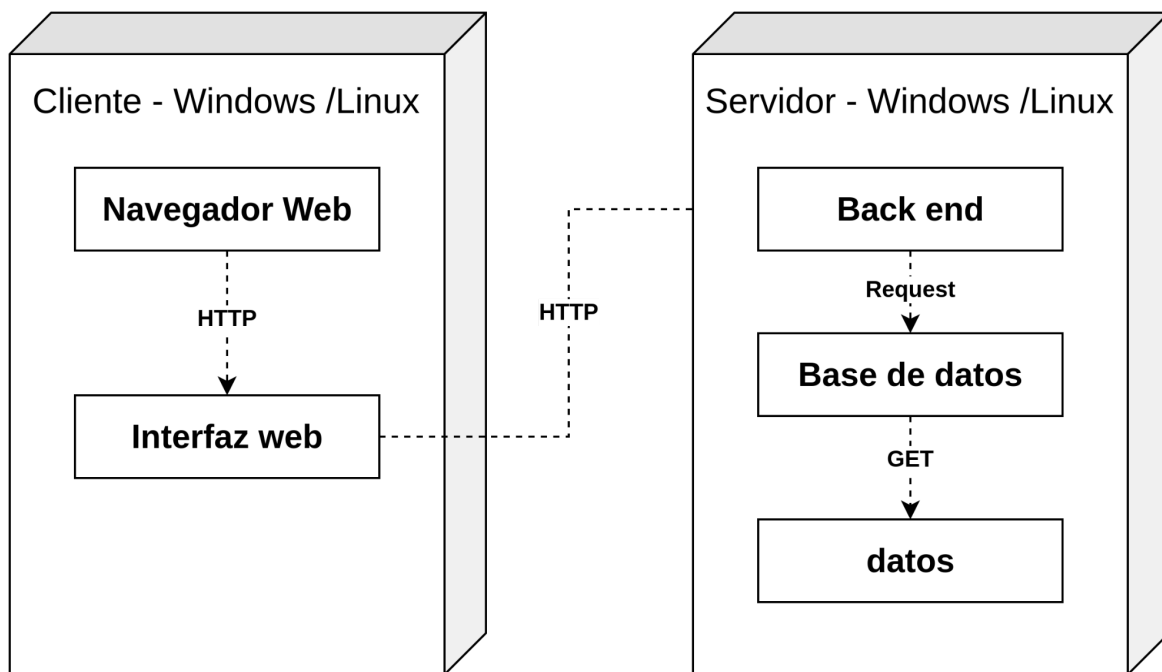 Cliente - Windows /Linux
Navegador Web
HTTP
Interfaz web
HTTP
Servidor - Windows /Linux
Back end
Request
Base de datos
GET
datos